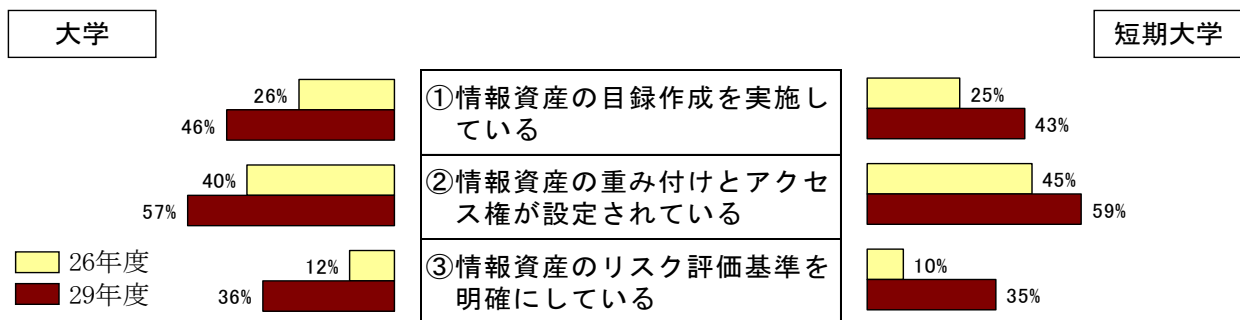 大学
短期大学
26%
46%
①情報資産の目録作成を実施し
ている
25%
43%
40%
57%
②情報資産の重み付けとアクセ
ス権が設定されている
45%
59%
26年度
29年度
12%
36%
③情報資産のリスク評価基準を
明確にしている
10%
35%